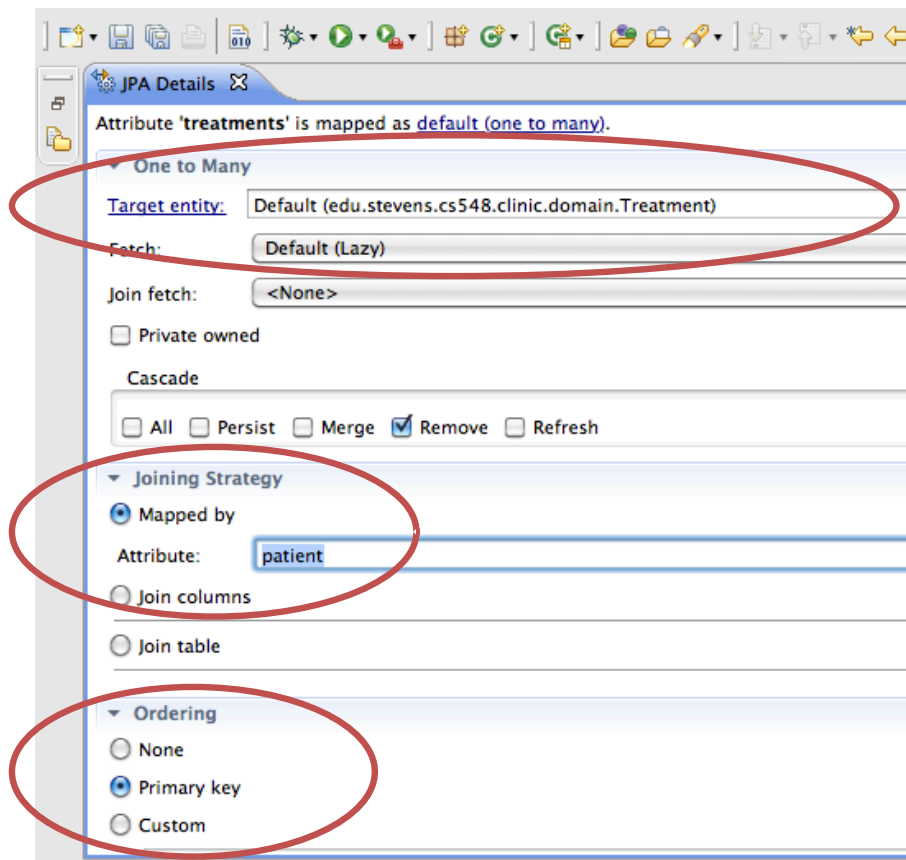 010
JPA Details
Attribute 'treatments' is mapped as default (one to many).
One to Many
Target entity: Default (edu.stevens.cs548.clinic.domain.Treatment)
Fetch: Default (Lazy)
Join fetch: <None>
Private owned
Cascade
All Persist Merge Remove Refresh
Joining Strategy
Mapped by
Attribute: patient
Join columns
Join table
Ordering
None
Primary key
Custom